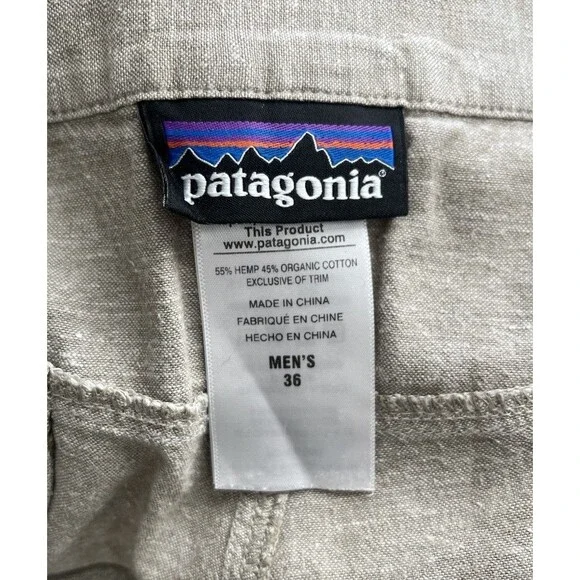 patagonia®
This Product
www.patagonia.com
55% HEMP 45% ORGANIC COTTON
EXCLUSIVE OF TRIM
MADE IN CHINA
FABRIQUÉ EN CHINE
HECHO EN CHINA
MEN'S
36